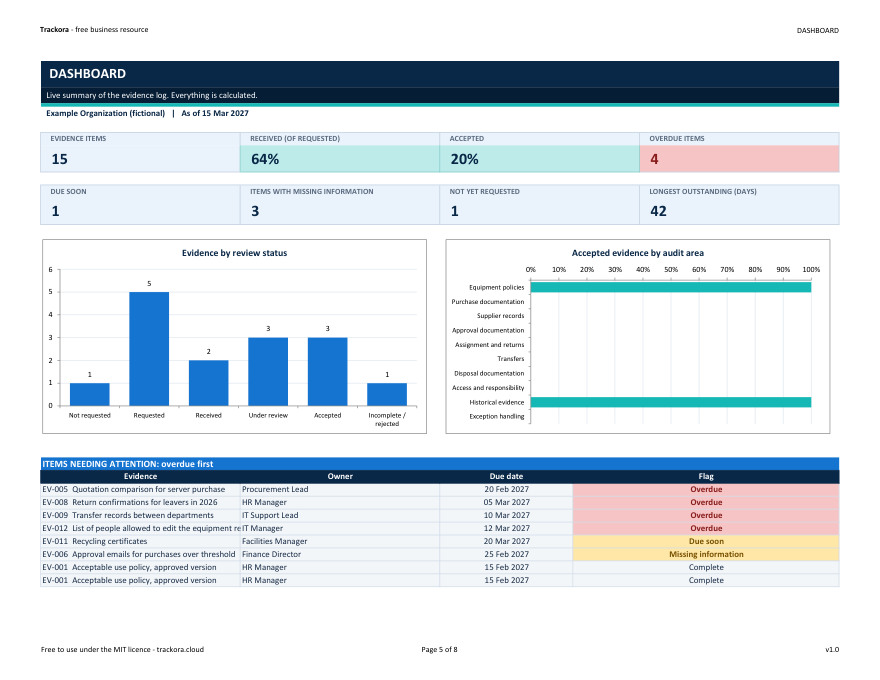 Trackora - free business resource
DASHBOARD
DASHBOARD
Live summary of the evidence log. Everything is calculated.
Example Organization (fictional) | As of 15 Mar 2027
EVIDENCE ITEMS RECEIVED (OF REQUESTED) ACCEPTED OVERDUE ITEMS
15 64% 20% 4
DUE SOON ITEMS WITH MISSING INFORMATION NOT YET REQUESTED LONGEST OUTSTANDING (DAYS)
1 3 1 42
Evidence by review status
6
5
4
3
2
1
0
1 5 2 3 3 1
Not requested Requested Received Under review Accepted Incomplete / rejected
Accepted evidence by audit area
0% 10% 20% 30% 40% 50% 60% 70% 80% 90% 100%
Equipment policies
Purchase documentation
Supplier records
Approval documentation
Assignment and returns
Transfers
Disposal documentation
Access and responsibility
Historical evidence
Exception handling
ITEMS NEEDING ATTENTION: overdue first
Evidence Owner Due date Flag
EV-005 Quotation comparison for server purchase Procurement Lead 20 Feb 2027 Overdue
EV-008 Return confirmations for leavers in 2026 HR Manager 05 Mar 2027 Overdue
EV-009 Transfer records between departments IT Support Lead 10 Mar 2027 Overdue
EV-012 List of people allowed to edit the equipment re IT Manager 12 Mar 2027 Overdue
EV-011 Recycling certificates Facilities Manager 20 Mar 2027 Due soon
EV-006 Approval emails for purchases over threshold Finance Director 25 Feb 2027 Missing information
EV-001 Acceptable use policy, approved version HR Manager 15 Feb 2027 Complete
EV-001 Acceptable use policy, approved version HR Manager 15 Feb 2027 Complete
Free to use under the MIT licence - trackora.cloud Page 5 of 8 v1.0